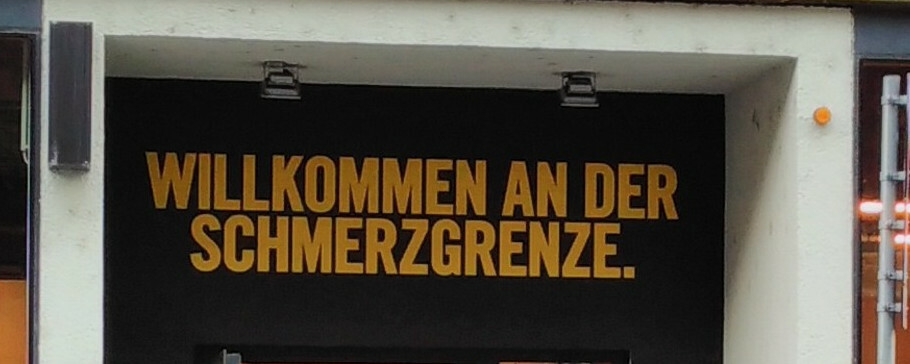 WILLKOMMEN AN DER
SCHMERZGRENZE.